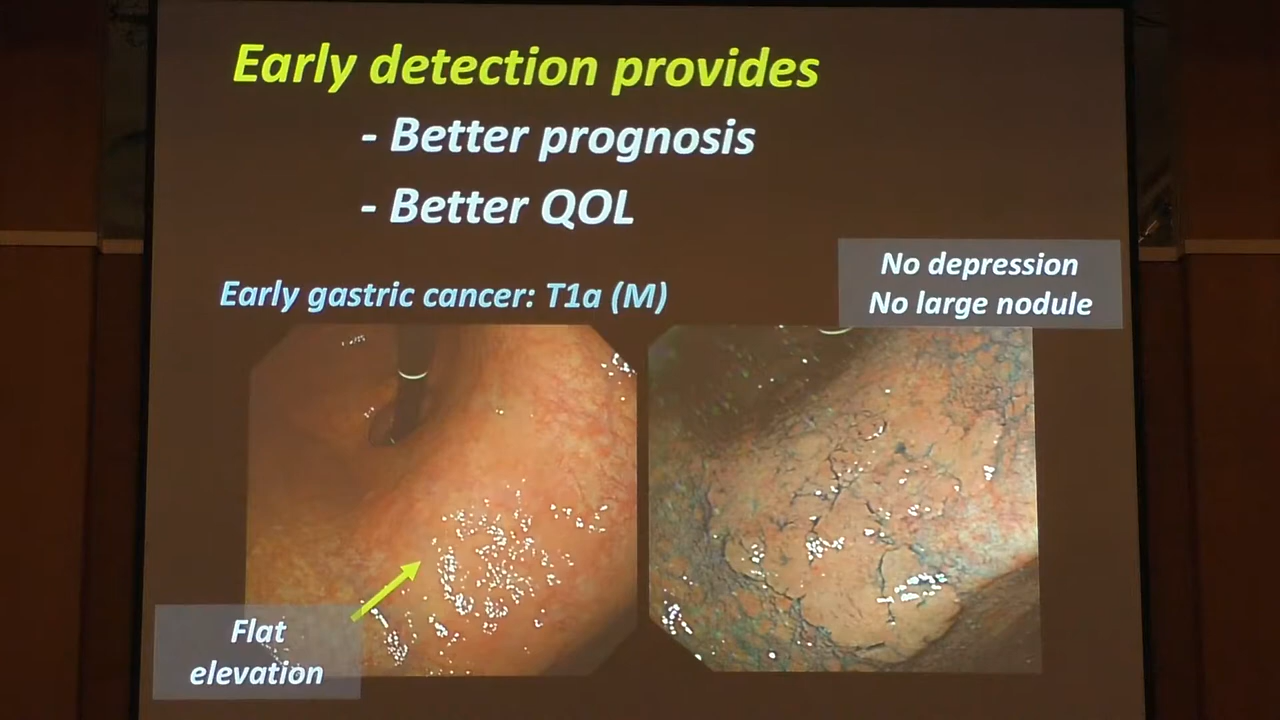 Early detection provides
- Better prognosis
- Better QOL
Early gastric cancer: T1a (M)
No depression
No large nodule
Flat
elevation